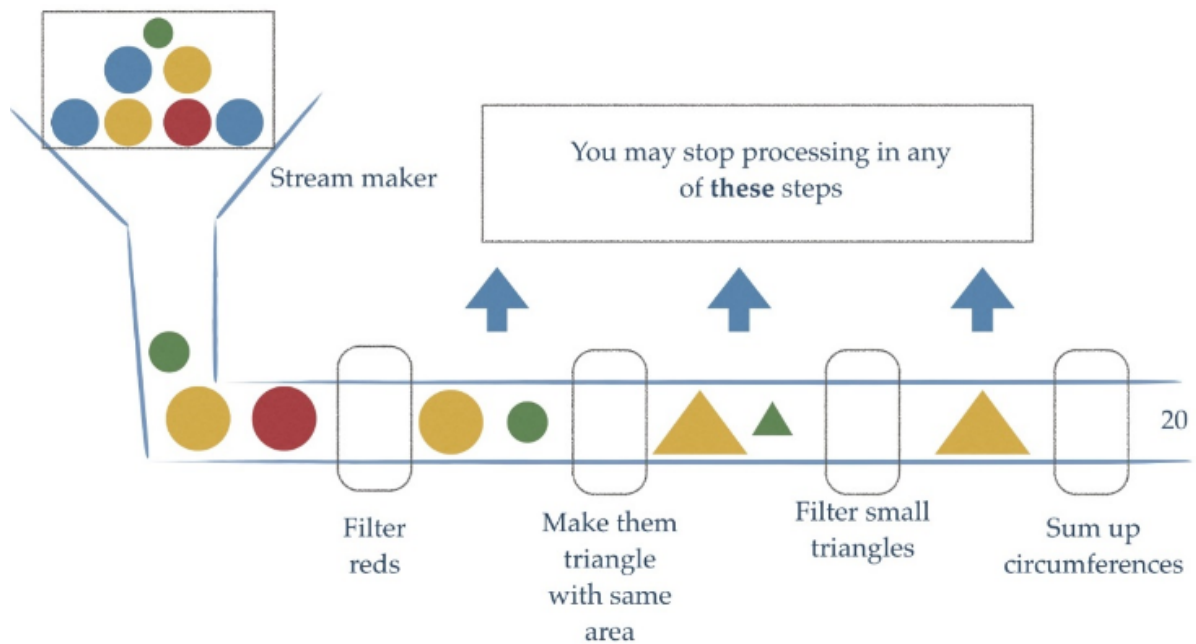 Stream maker
You may stop processing in any
of these steps
20
Filter
reds
Make them
triangle
with same
area
Filter small
triangles
Sum up
circumferences